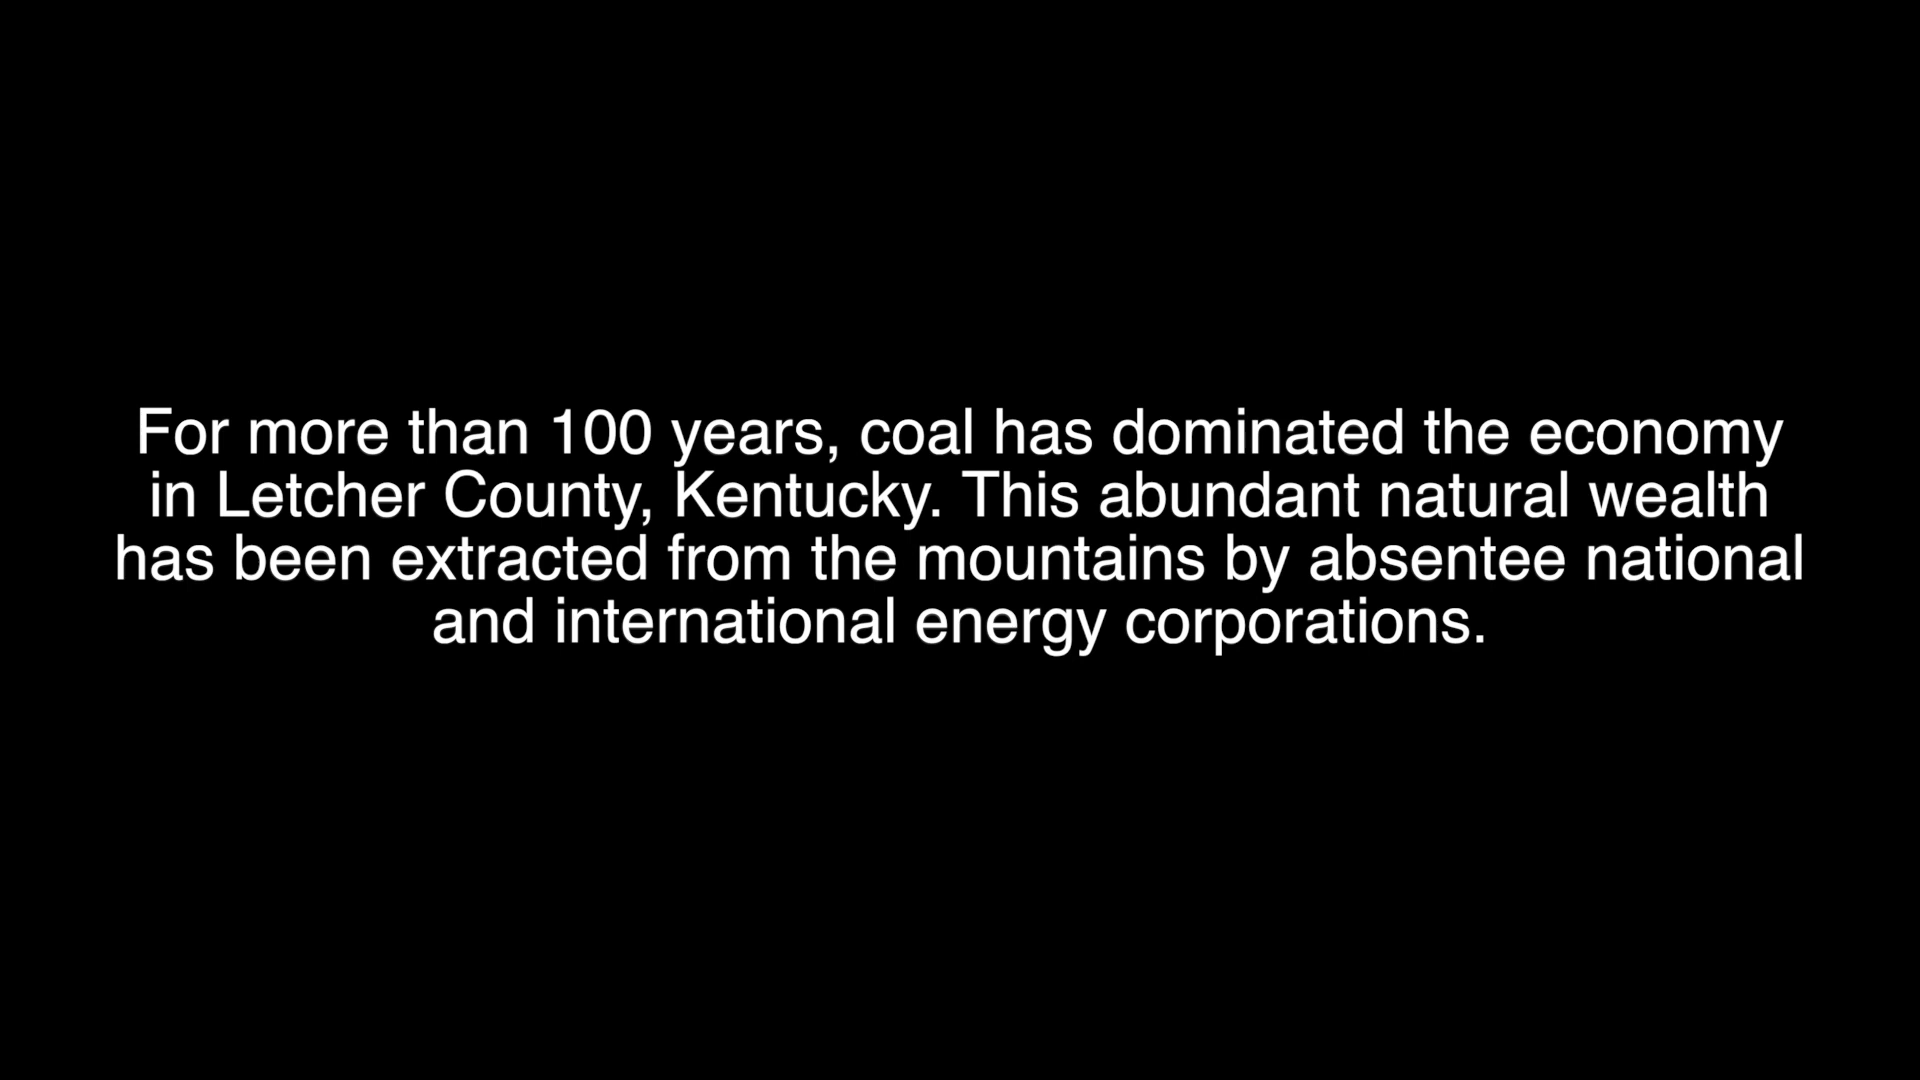 For more than 100 years, coal has dominated the economy
in Letcher County, Kentucky. This abundant natural wealth
has been extracted from the mountains by absentee national
and international energy corporations.